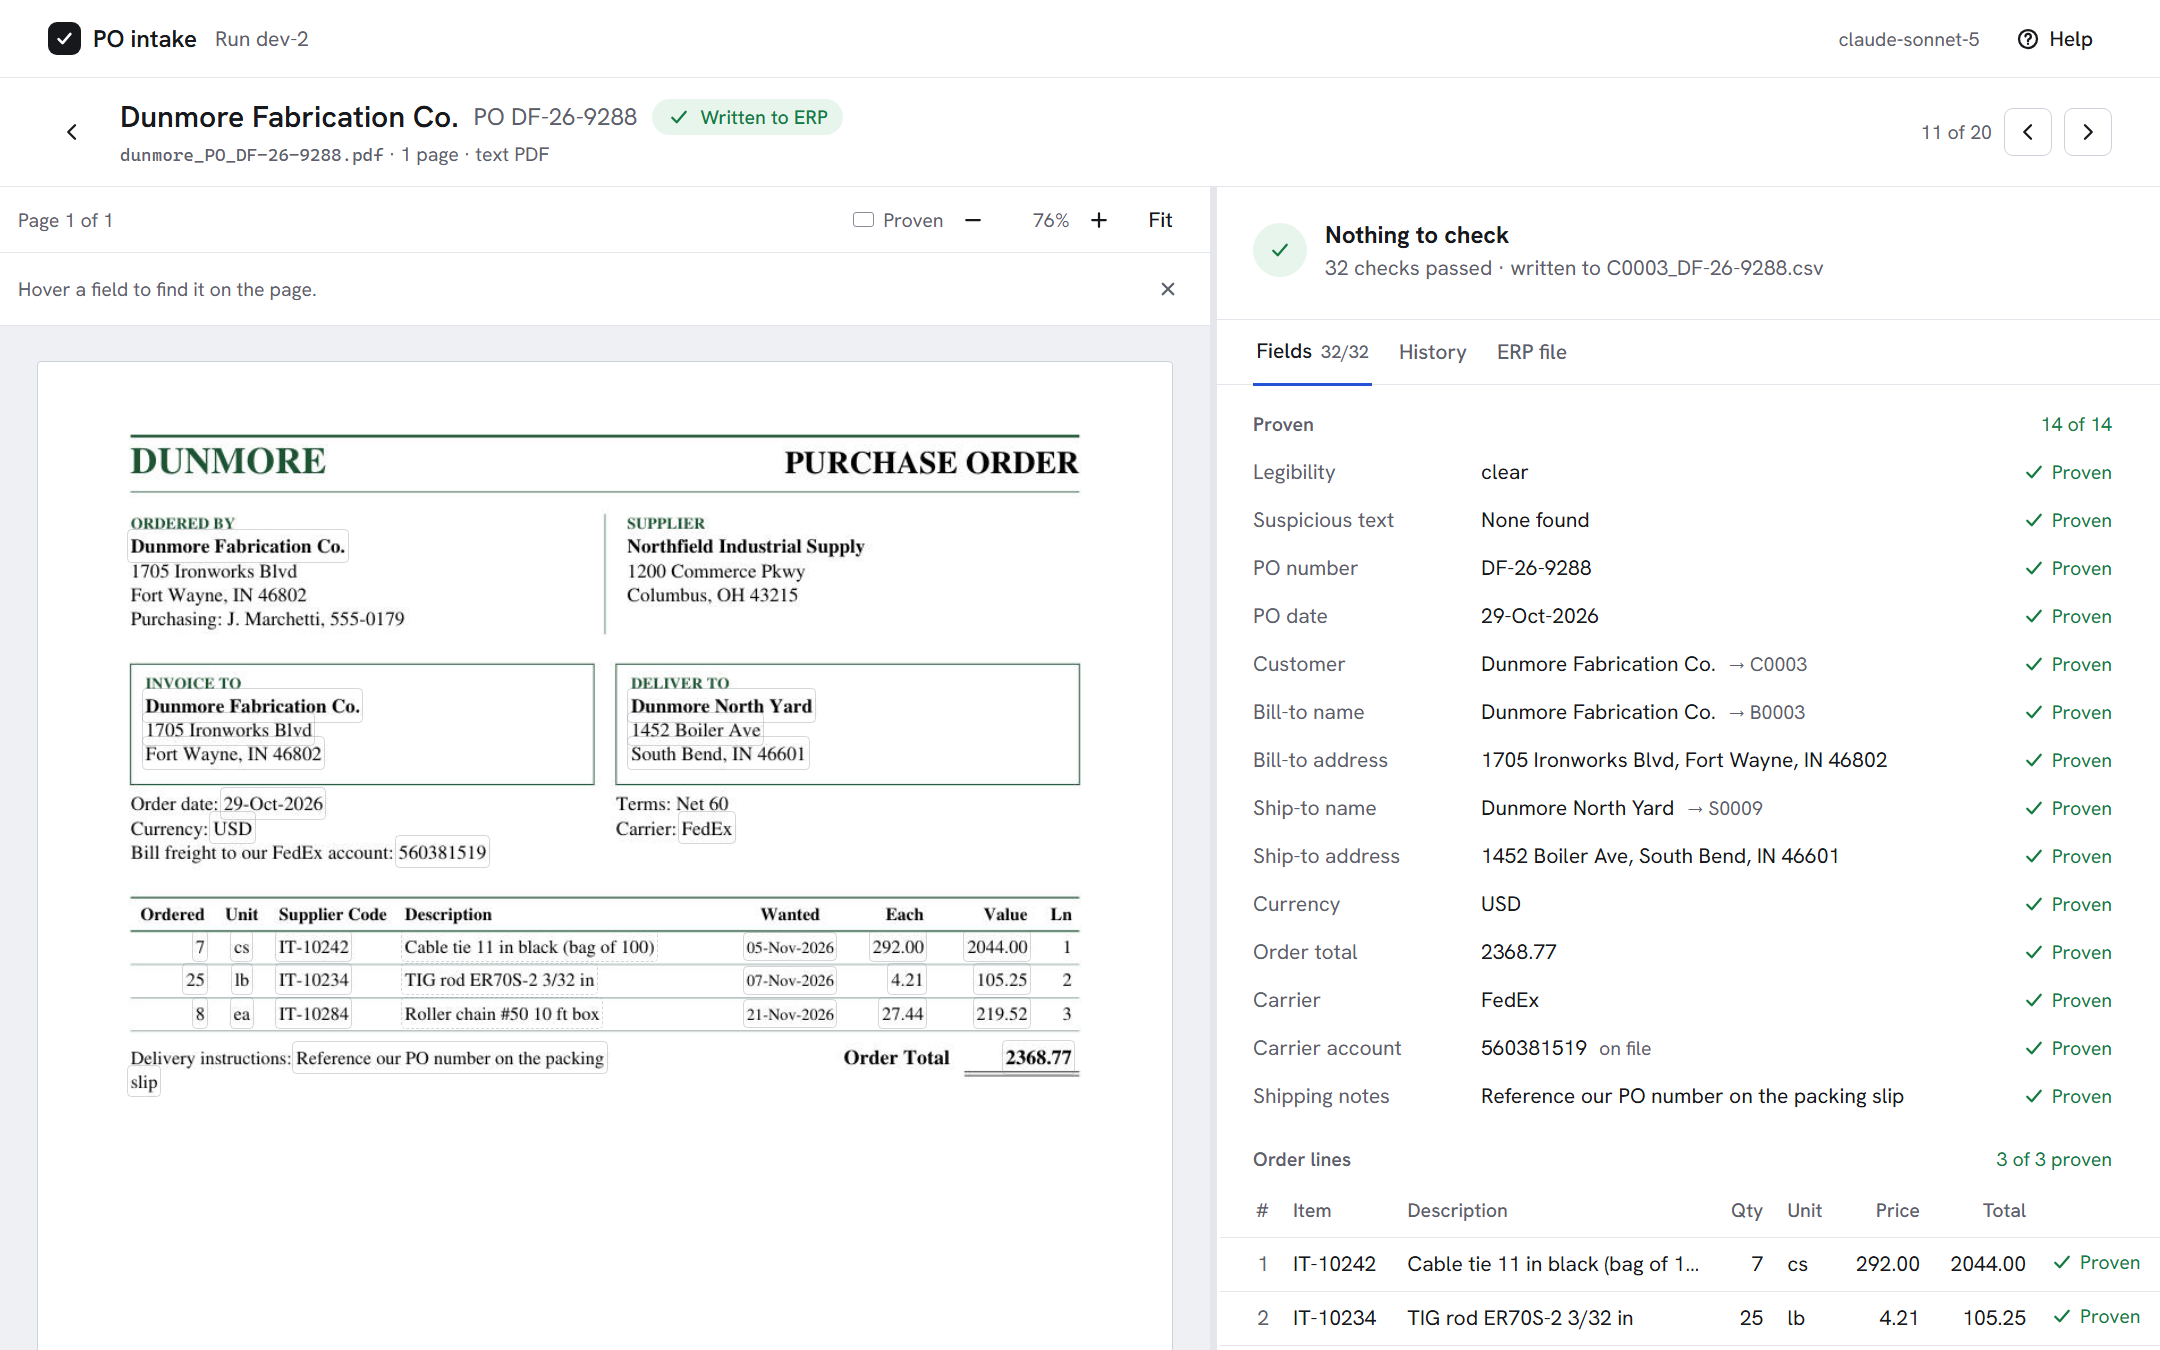 PO intake Run dev-2 claude-sonnet-5 Help
Dunmore Fabrication Co. PO DF-26-9288 Written to ERP
dunmore_PO_DF-26-9288.pdf · 1 page · text PDF
11 of 20
Page 1 of 1 Proven 76% Fit
Hover a field to find it on the page.
DUNMORE PURCHASE ORDER
ORDERED BY
Dunmore Fabrication Co.
1705 Ironworks Blvd
Fort Wayne, IN 46802
Purchasing: J. Marchetti, 555-0179
SUPPLIER
Northfield Industrial Supply
1200 Commerce Pkwy
Columbus, OH 43215
INVOICE TO
Dunmore Fabrication Co.
1705 Ironworks Blvd
Fort Wayne, IN 46802
DELIVER TO
Dunmore North Yard
1452 Boiler Ave
South Bend, IN 46601
Order date: 29-Oct-2026
Currency: USD
Bill freight to our FedEx account: 560381519
Terms: Net 60
Carrier: FedEx
Ordered Unit Supplier Code Description Wanted Each Value Ln
7 cs IT-10242 Cable tie 11 in black (bag of 100) 05-Nov-2026 292.00 2044.00 1
25 lb IT-10234 TIG rod ER70S-2 3/32 in 07-Nov-2026 4.21 105.25 2
8 ea IT-10284 Roller chain #50 10 ft box 21-Nov-2026 27.44 219.52 3
Delivery instructions: Reference our PO number on the packing
slip
Order Total 2368.77
Nothing to check
32 checks passed · written to C0003_DF-26-9288.csv
Fields 32/32 History ERP file
Proven 14 of 14
Legibility clear Proven
Suspicious text None found Proven
PO number DF-26-9288 Proven
PO date 29-Oct-2026 Proven
Customer Dunmore Fabrication Co. → C0003 Proven
Bill-to name Dunmore Fabrication Co. → B0003 Proven
Bill-to address 1705 Ironworks Blvd, Fort Wayne, IN 46802 Proven
Ship-to name Dunmore North Yard → S0009 Proven
Ship-to address 1452 Boiler Ave, South Bend, IN 46601 Proven
Currency USD Proven
Order total 2368.77 Proven
Carrier FedEx Proven
Carrier account 560381519 on file Proven
Shipping notes Reference our PO number on the packing slip Proven
Order lines 3 of 3 proven
# Item Description Qty Unit Price Total
1 IT-10242 Cable tie 11 in black (bag of 1... 7 cs 292.00 2044.00 Proven
2 IT-10234 TIG rod ER70S-2 3/32 in 25 lb 4.21 105.25 Proven